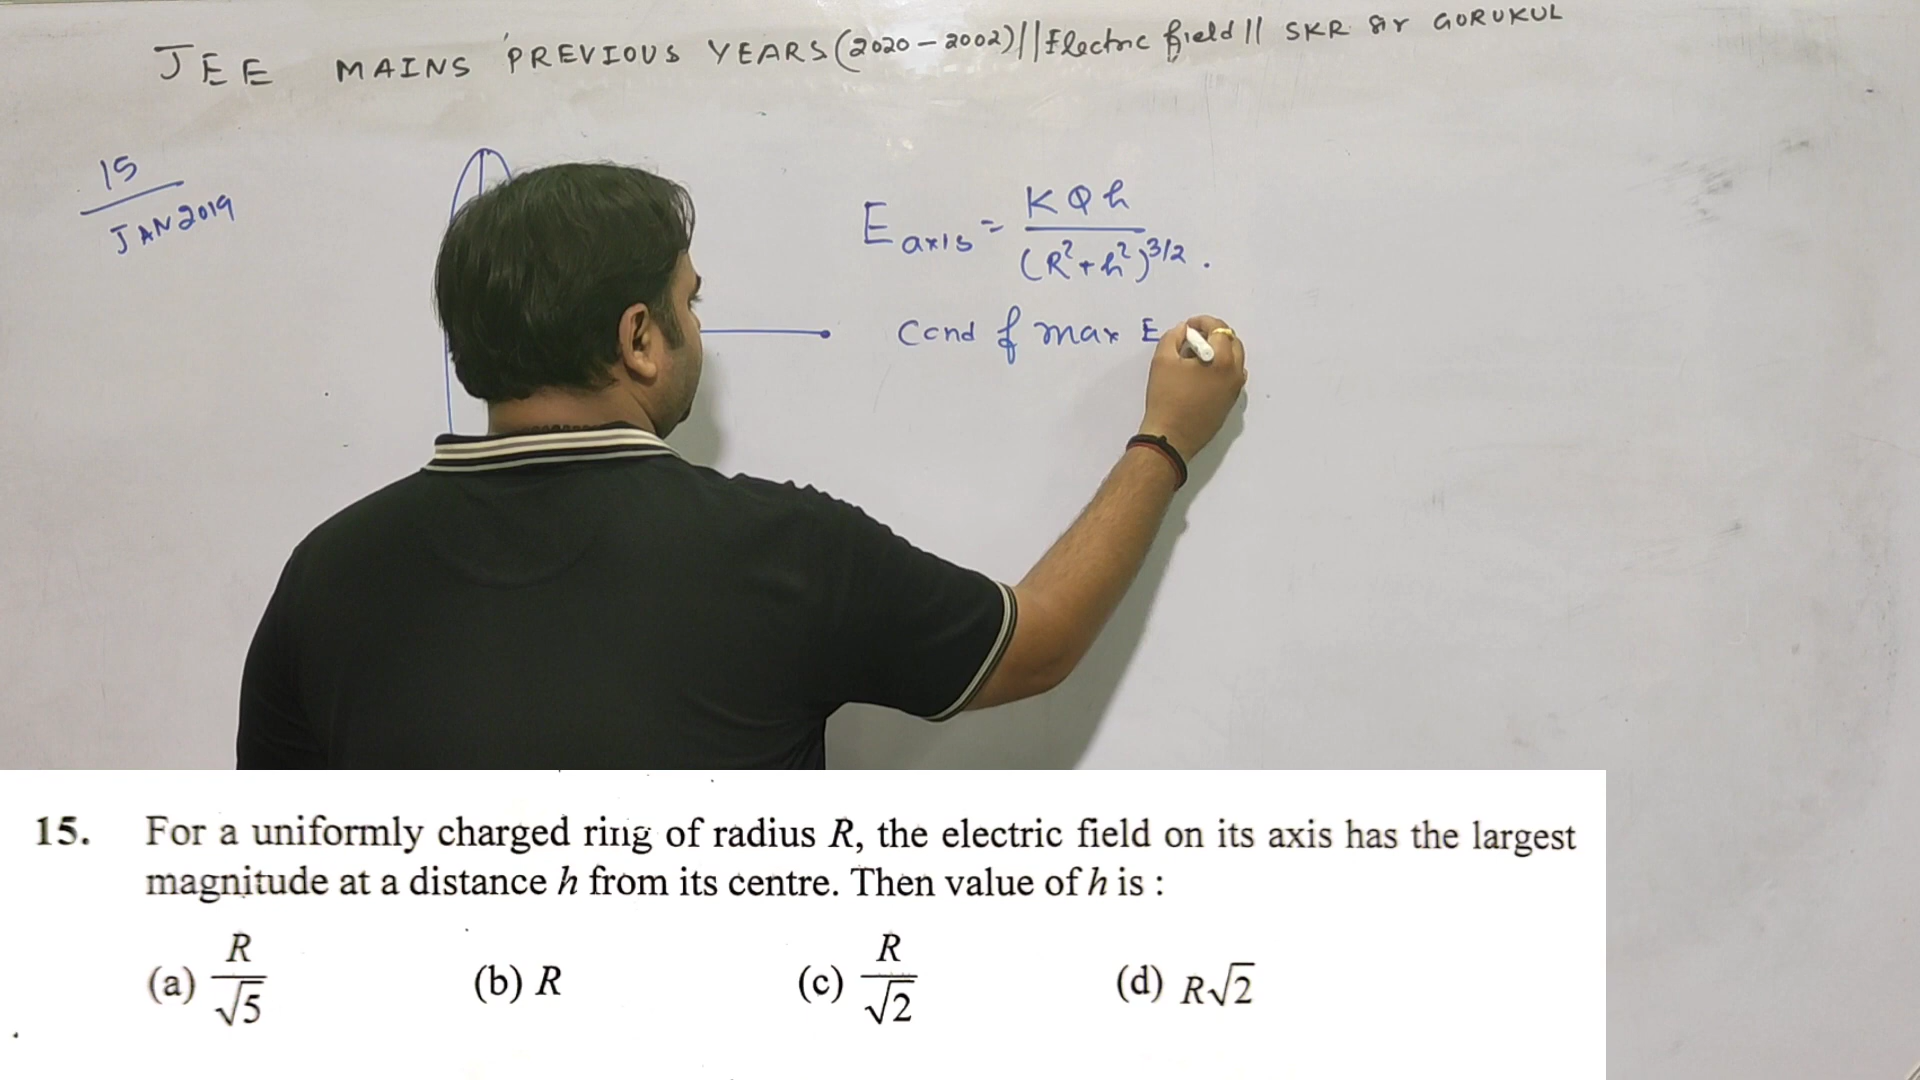 JEE MAINS PREVIOUS YEARS (2020-2002)||Electric field|| SKR Sir GURUKUL
15
JAN 2019
E axis = KQh / (R²+h²)^3/2 .
Cond f max E
15. For a uniformly charged ring of radius R, the electric field on its axis has the largest
magnitude at a distance h from its centre. Then value of h is :
(a) R/√5 (b) R (c) R/√2 (d) R√2